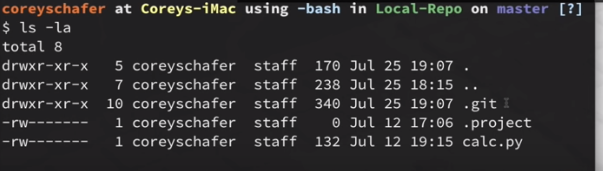 coreyschafer at Coreys-iMac using -bash in Local-Repo on master [?]
$ ls -la
total 8
drwxr-xr-x   5 coreyschafer  staff  170 Jul 25 19:07 .
drwxr-xr-x   7 coreyschafer  staff  238 Jul 25 18:15 ..
drwxr-xr-x  10 coreyschafer  staff  340 Jul 25 19:07 .git
-rw-------   1 coreyschafer  staff    0 Jul 12 17:06 .project
-rw-------   1 coreyschafer  staff  132 Jul 12 19:15 calc.py